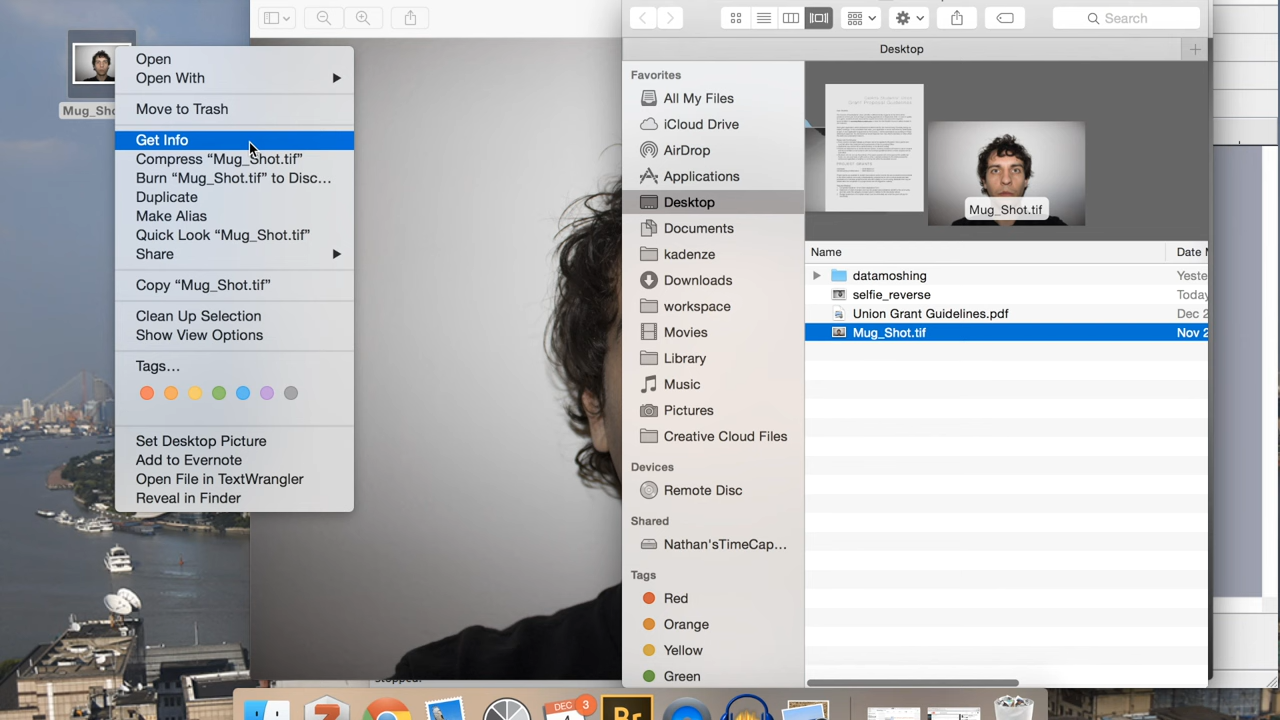 Mug_Sho
Open
Open With
Move to Trash
Get Info
Compress “Mug_Shot.tif”
Burn “Mug_Shot.tif” to Disc...
Duplicate
Make Alias
Quick Look “Mug_Shot.tif”
Share
Copy “Mug_Shot.tif”
Clean Up Selection
Show View Options
Tags...
Set Desktop Picture
Add to Evernote
Open File in TextWrangler
Reveal in Finder
Search
Desktop
Favorites
All My Files
iCloud Drive
AirDrop
Applications
Desktop
Documents
kadenze
Downloads
workspace
Movies
Library
Music
Pictures
Creative Cloud Files
Devices
Remote Disc
Shared
Nathan'sTimeCap...
Tags
Red
Orange
Yellow
Green
Mug_Shot.tif
Name Date
datamoshing Yeste
selfie_reverse Today
Union Grant Guidelines.pdf Dec 2
Mug_Shot.tif Nov 2
stopped.
DEC 3
Br